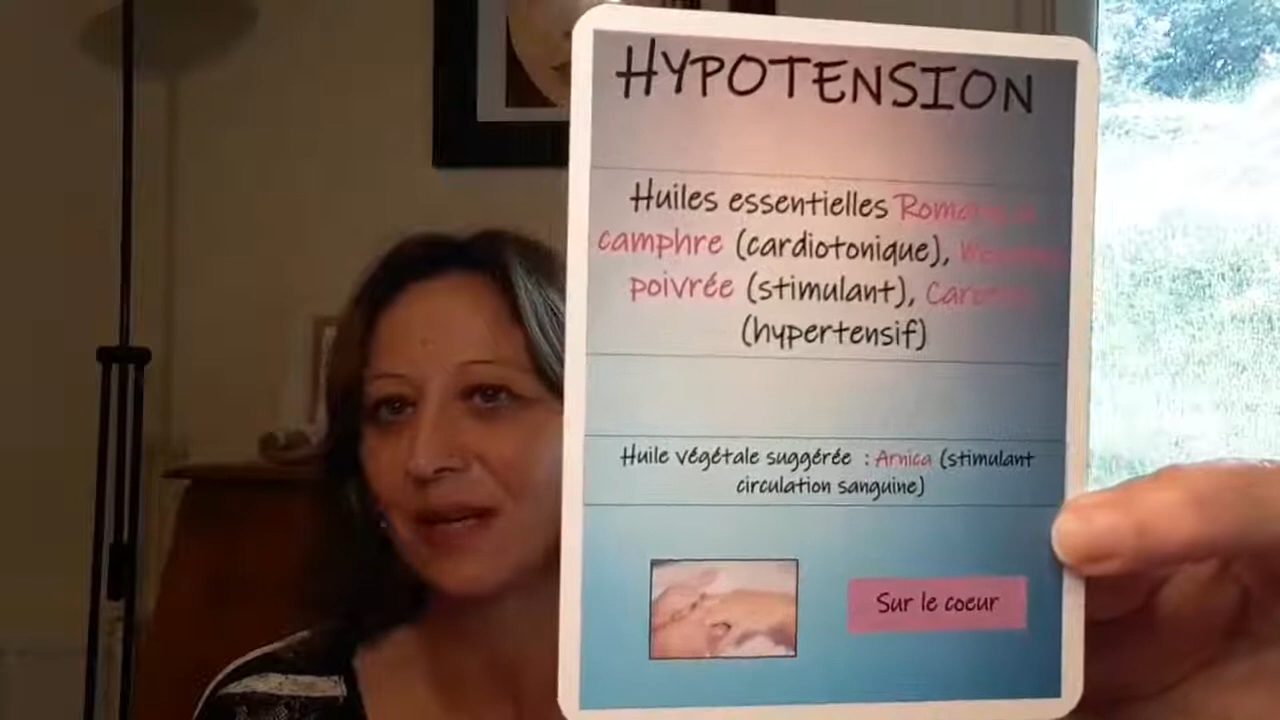 HYPOTENSION
Huiles essentielles
camphre (cardiotonique),
poivrée (stimulant),
(hypertensif)
Huile végétale suggérée : Arnica (stimulant
circulation sanguine)
Sur le coeur